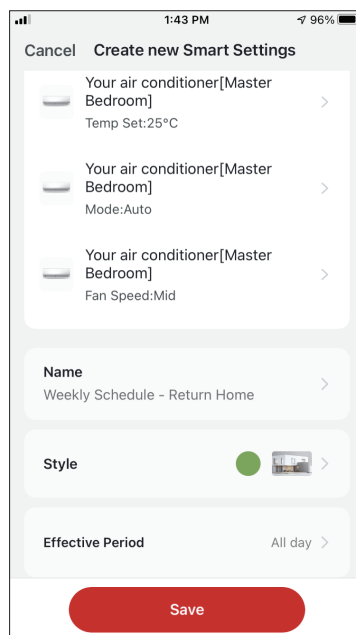 1:43 PM
96%
Cancel
Create new Smart Settings
Your air conditioner[Master
Bedroom]
Temp Set:25°C
Your air conditioner[Master
Bedroom]
Mode:Auto
Your air conditioner[Master
Bedroom]
Fan Speed:Mid
Name
Weekly Schedule - Return Home
Style
Effective Period
All day
Save